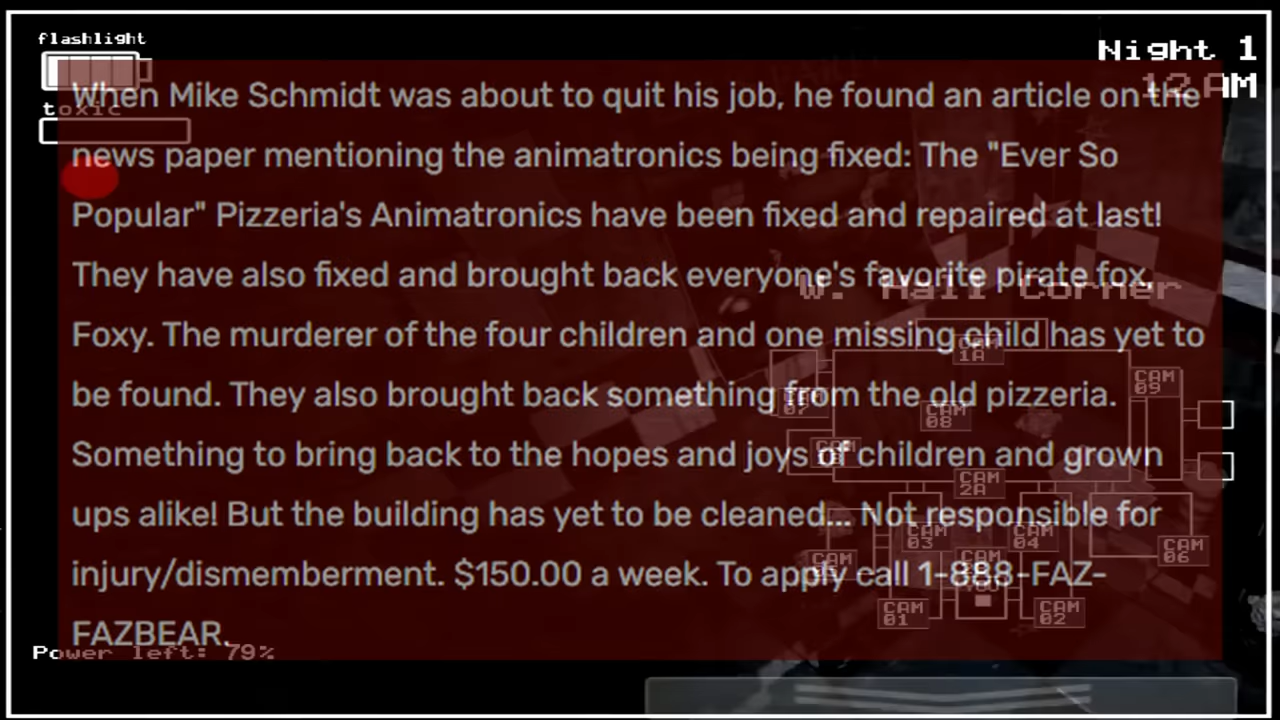 flashlight
Night 1
12 AM
toxic
When Mike Schmidt was about to quit his job, he found an article on the
news paper mentioning the animatronics being fixed: The "Ever So
Popular" Pizzeria's Animatronics have been fixed and repaired at last!
They have also fixed and brought back everyone's favorite pirate fox,
Foxy. The murderer of the four children and one missing child has yet to
be found. They also brought back something from the old pizzeria.
Something to bring back to the hopes and joys of children and grown
ups alike! But the building has yet to be cleaned... Not responsible for
injury/dismemberment. $150.00 a week. To apply call 1-888-FAZ-
FAZBEAR.
W. Hall Corner
CAM 1A
CAM 09
CAM 07
CAM 08
CAM
CAM 2A
CAM 03
CAM 04
CAM
CAM
CAM 06
YOU
CAM 01
CAM 02
Power left: 79%